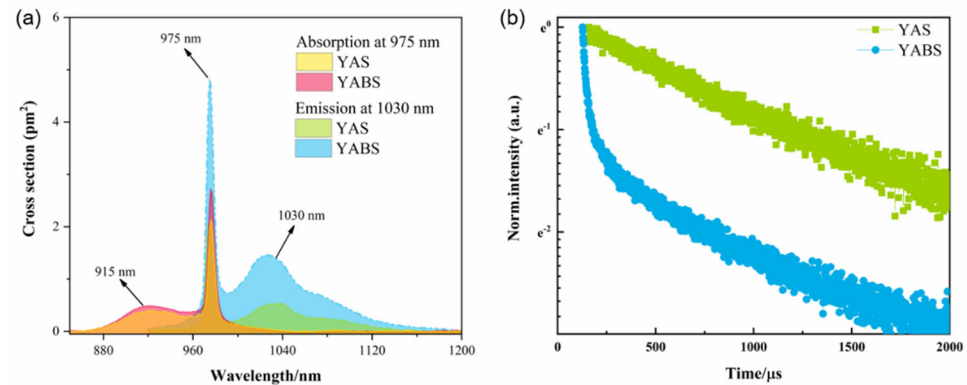 (a)
6
4
2
0
Cross section (pm²)
975 nm
915 nm
1030 nm
Absorption at 975 nm
YAS
YABS
Emission at 1030 nm
YAS
YABS
880 960 1040 1120 1200
Wavelength/nm
(b)
e⁰
e⁻¹
e⁻²
Norm.intensity (a.u.)
YAS
YABS
0 500 1000 1500 2000
Time/μs